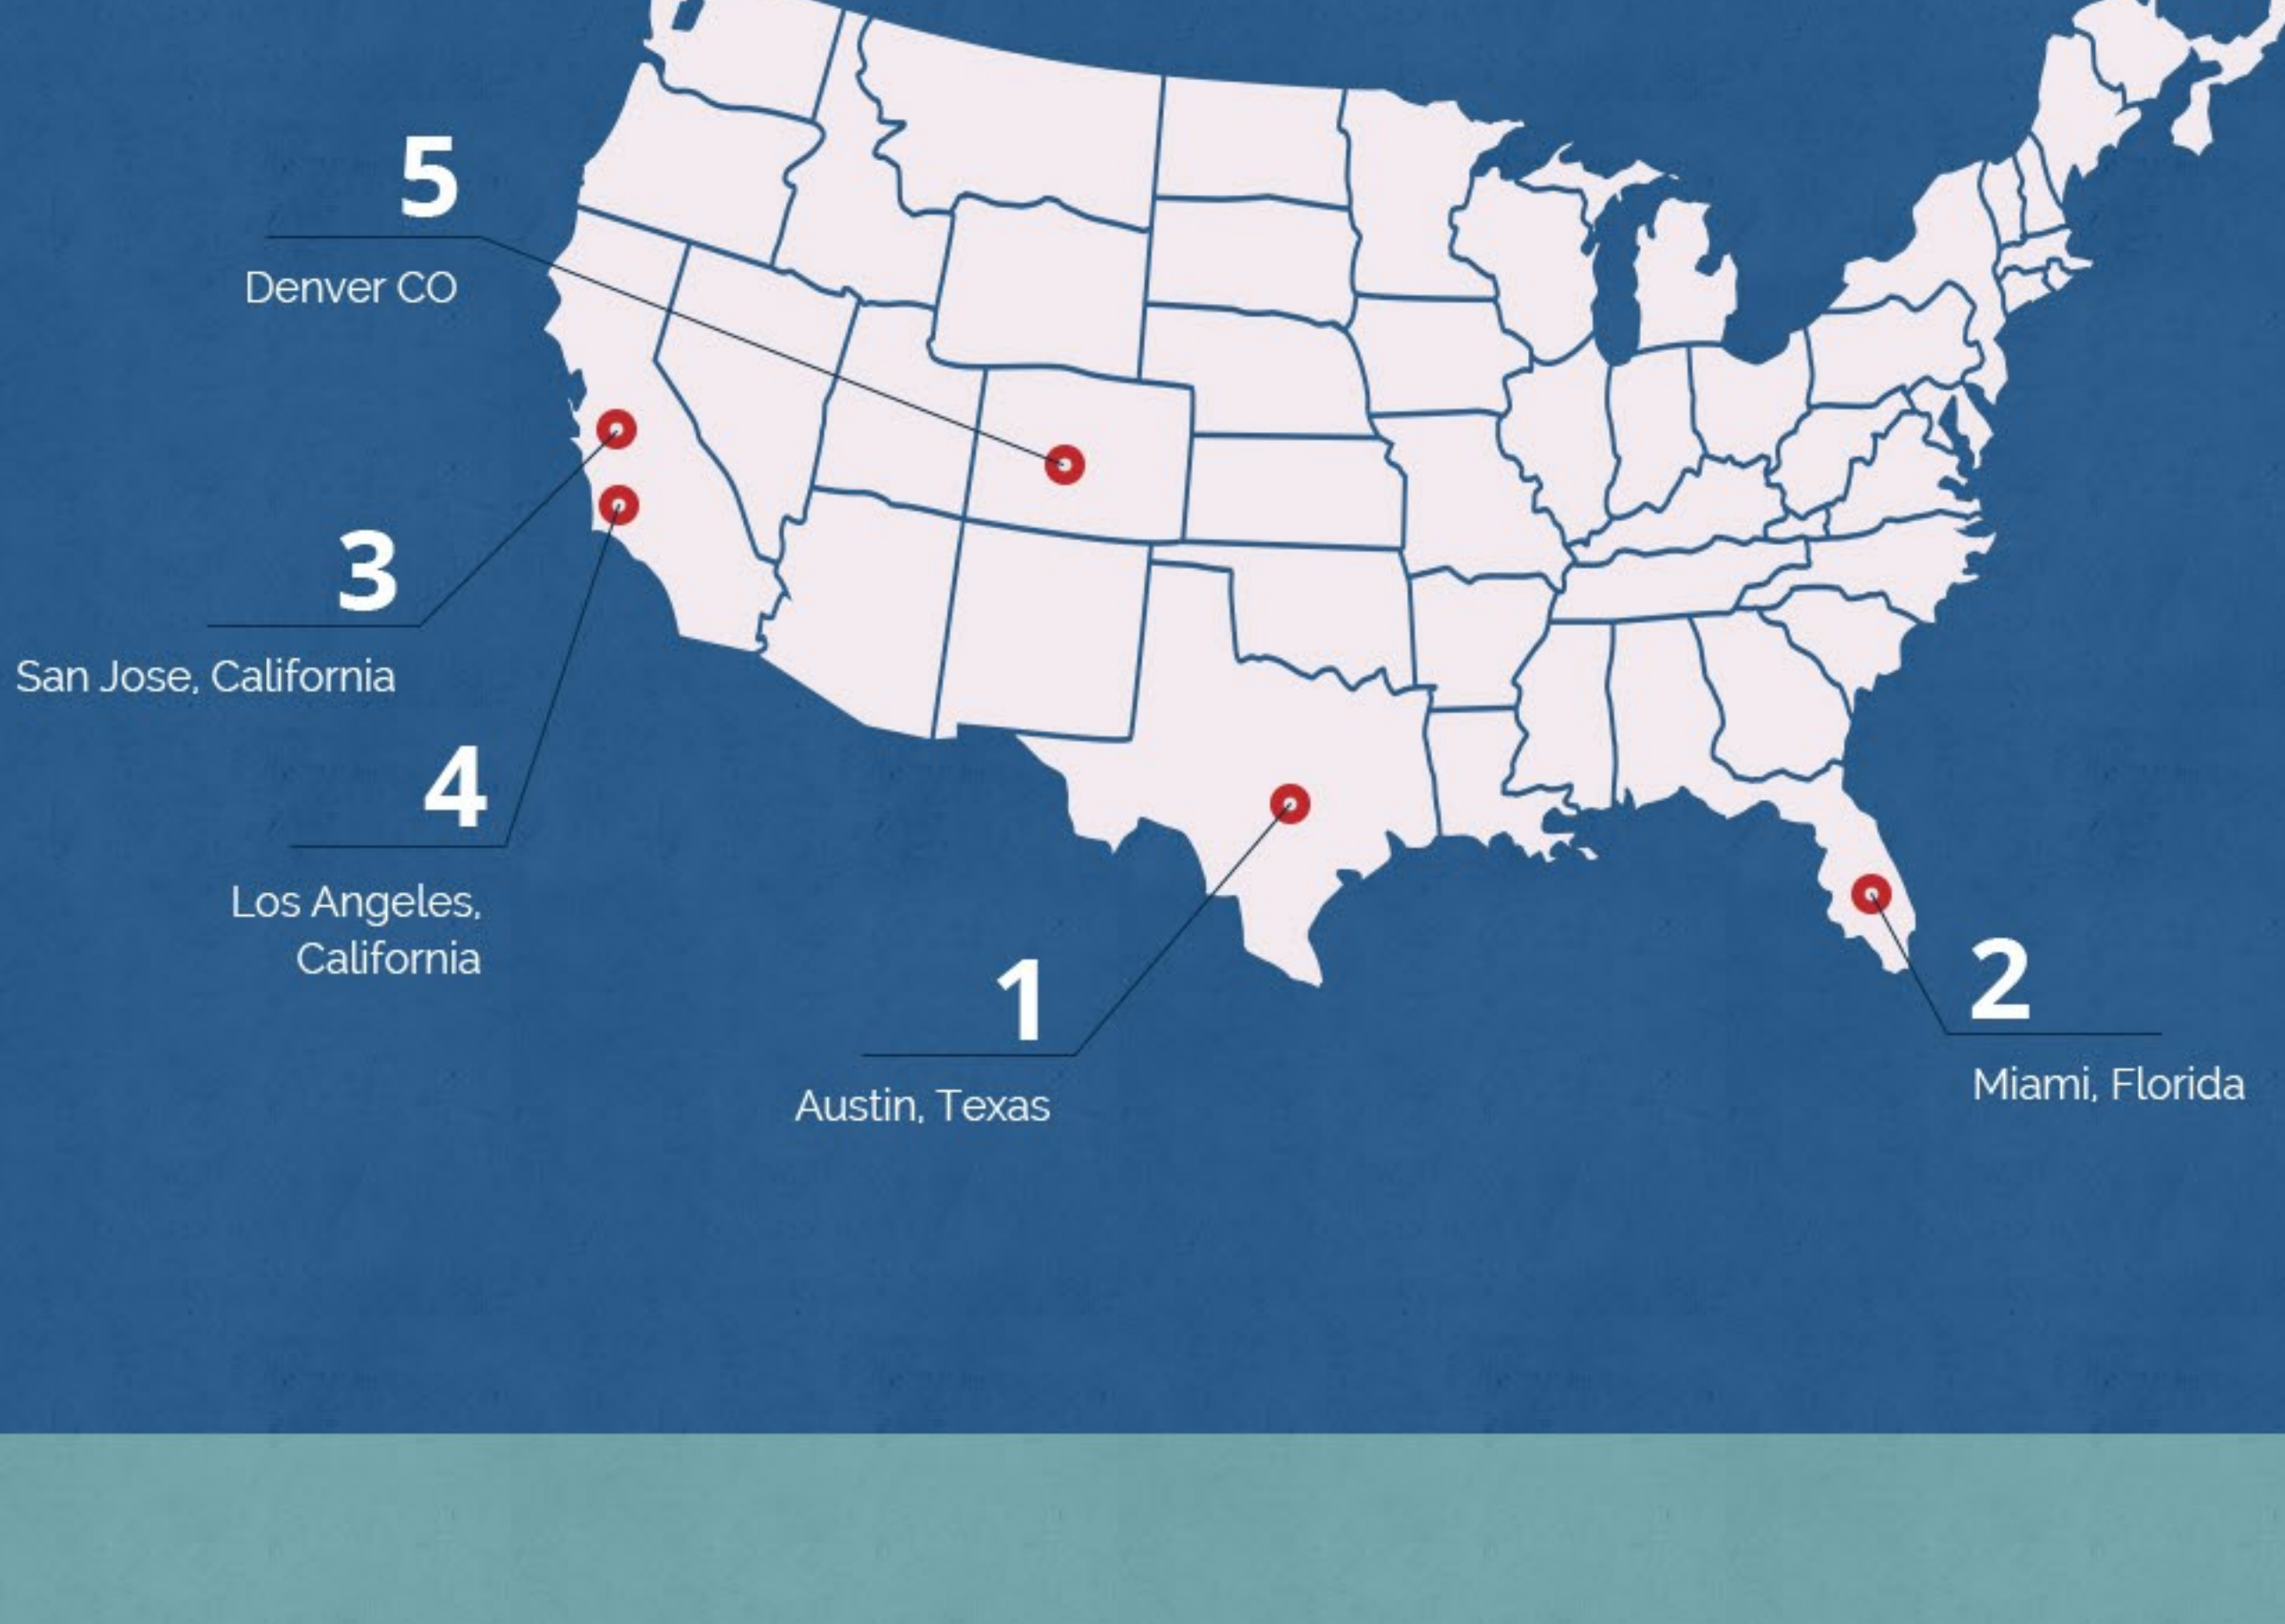 5
Denver CO
3
San Jose, California
4
Los Angeles,
California
1
Austin, Texas
2
Miami, Florida